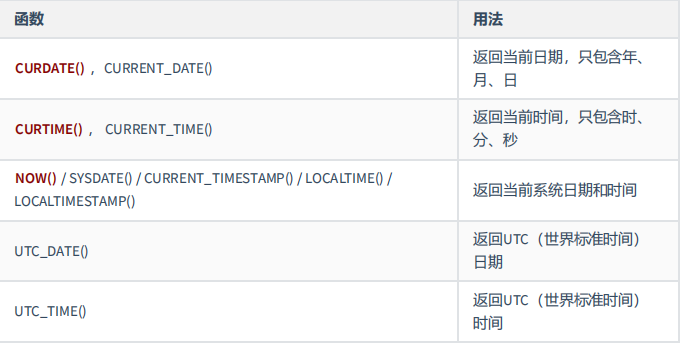 函数
用法
CURDATE() ，CURRENT_DATE()
返回当前日期，只包含年、
月、日
CURTIME() ， CURRENT_TIME()
返回当前时间，只包含时、
分、秒
NOW() / SYSDATE() / CURRENT_TIMESTAMP() / LOCALTIME() /
LOCALTIMESTAMP()
返回当前系统日期和时间
UTC_DATE()
返回UTC（世界标准时间）
日期
UTC_TIME()
返回UTC（世界标准时间）
时间